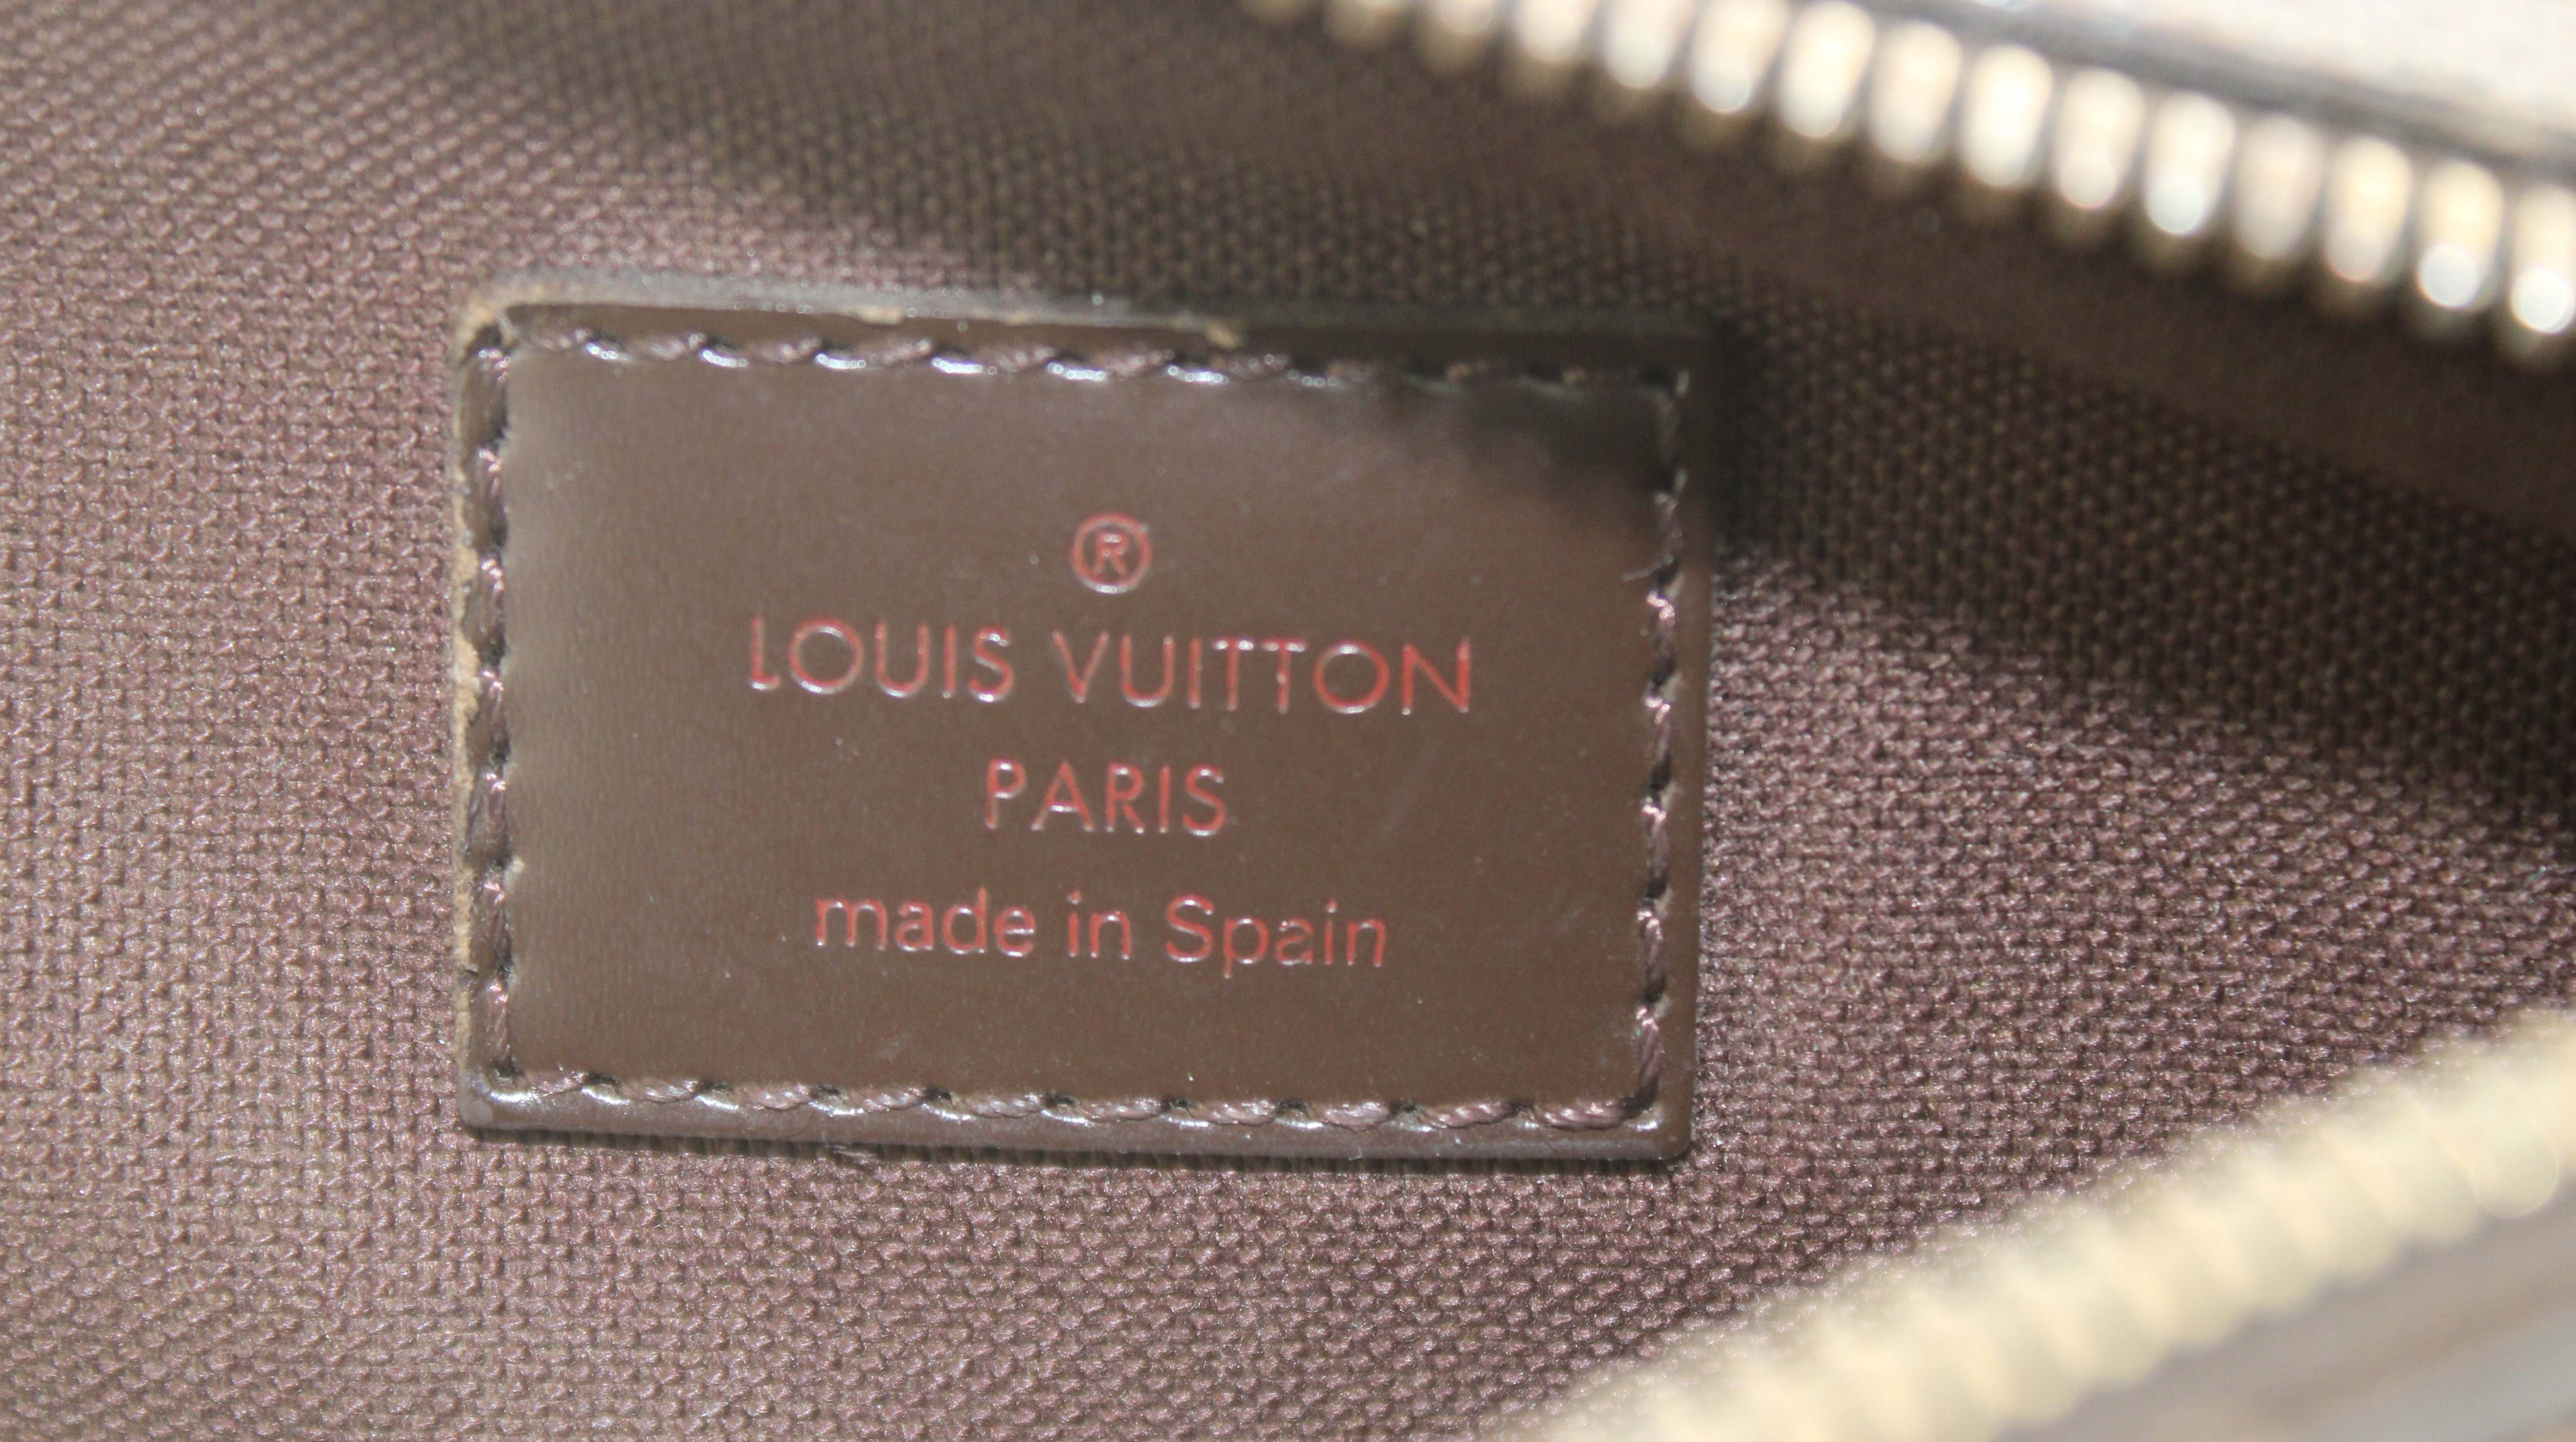 ®
LOUIS VUITTON
PARIS
made in Spain